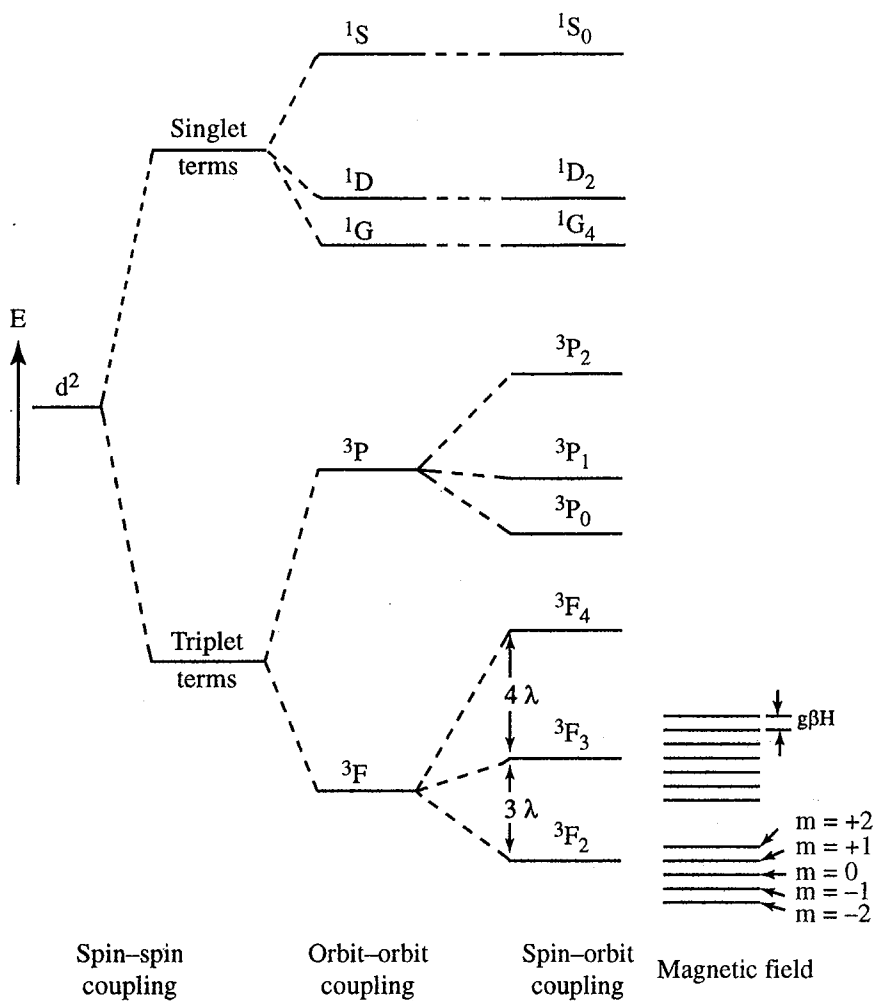 ¹S
¹S₀
Singlet
terms
¹D
¹D₂
¹G
¹G₄
E
d²
³P₂
³P
³P₁
³P₀
Triplet
terms
³F₄
4 λ
gβH
³F₃
³F
3 λ
³F₂
m = +2
m = +1
m = 0
m = −1
m = −2
Spin–spin
coupling
Orbit–orbit
coupling
Spin–orbit
coupling
Magnetic field